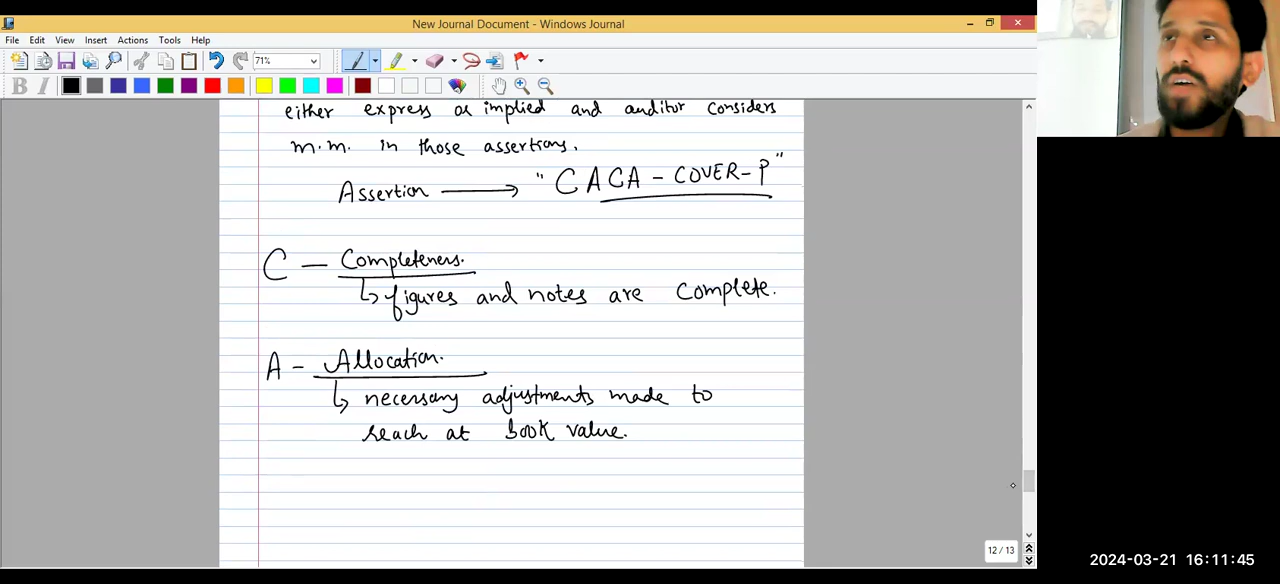 New Journal Document - Windows Journal
File Edit View Insert Actions Tools Help
71%
B I
either express or implied and auditor considers
m.m. in those assertions.
Assertion → "CACA - COVER - P"
C — Completeness.
↳ figures and notes are complete.
A - Allocation.
↳ necessary adjustments made to
reach at book value.
12 / 13
2024-03-21 16:11:45